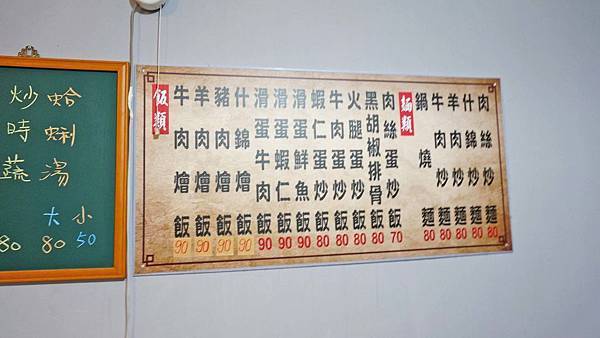 炒時蔬
80
蛤蜊湯
大 小
80 50
飯類
牛肉燴飯 90
羊肉燴飯 90
豬肉燴飯 90
什錦燴飯 90
滑蛋牛肉飯 90
滑蛋蝦仁飯 90
滑蛋鮮魚飯 90
蝦仁蛋炒飯 80
牛肉蛋炒飯 80
火腿蛋炒飯 80
黑胡椒排骨飯 80
肉絲蛋炒飯 70
麵類
鍋燒麵 80
牛肉炒麵 80
羊肉炒麵 80
什錦炒麵 80
肉絲炒麵 80